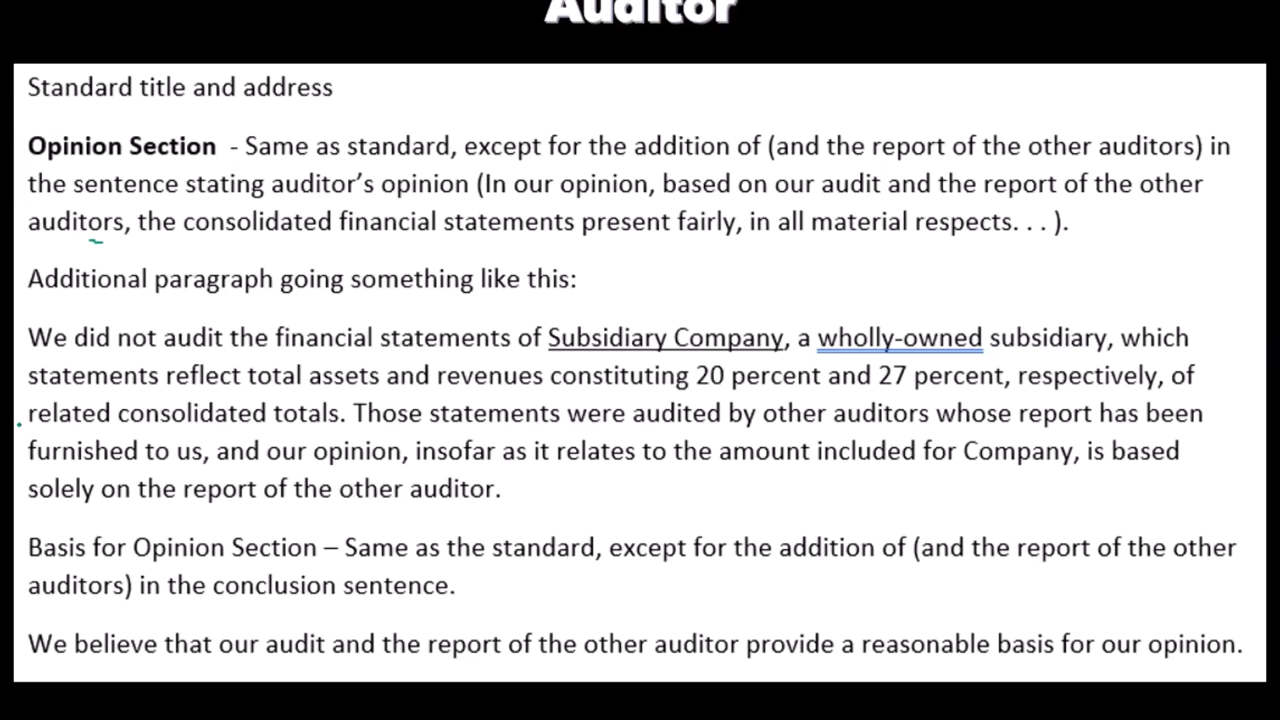 Auditor
Standard title and address
Opinion Section - Same as standard, except for the addition of (and the report of the other auditors) in
the sentence stating auditor’s opinion (In our opinion, based on our audit and the report of the other
auditors, the consolidated financial statements present fairly, in all material respects. . . ).
Additional paragraph going something like this:
We did not audit the financial statements of Subsidiary Company, a wholly-owned subsidiary, which
statements reflect total assets and revenues constituting 20 percent and 27 percent, respectively, of
related consolidated totals. Those statements were audited by other auditors whose report has been
furnished to us, and our opinion, insofar as it relates to the amount included for Company, is based
solely on the report of the other auditor.
Basis for Opinion Section – Same as the standard, except for the addition of (and the report of the other
auditors) in the conclusion sentence.
We believe that our audit and the report of the other auditor provide a reasonable basis for our opinion.